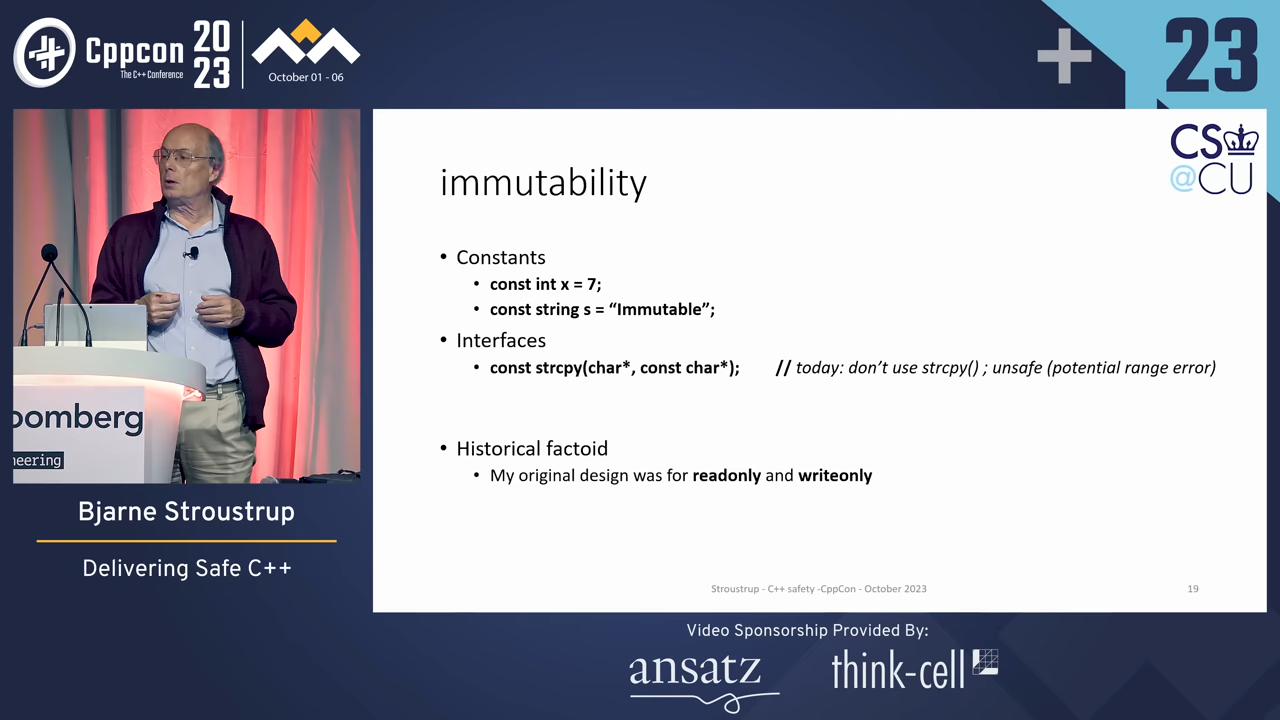 Cppcon
The C++ Conference
20
23
October 01 - 06
+ 23
CS
@CU
immutability
• Constants
• const int x = 7;
• const string s = “Immutable”;
• Interfaces
• const strcpy(char*, const char*); // today: don’t use strcpy() ; unsafe (potential range error)
• Historical factoid
• My original design was for readonly and writeonly
Stroustrup - C++ safety -CppCon - October 2023
19
oomberg
neering
Bjarne Stroustrup
Delivering Safe C++
Video Sponsorship Provided By:
ansatz
think-cell